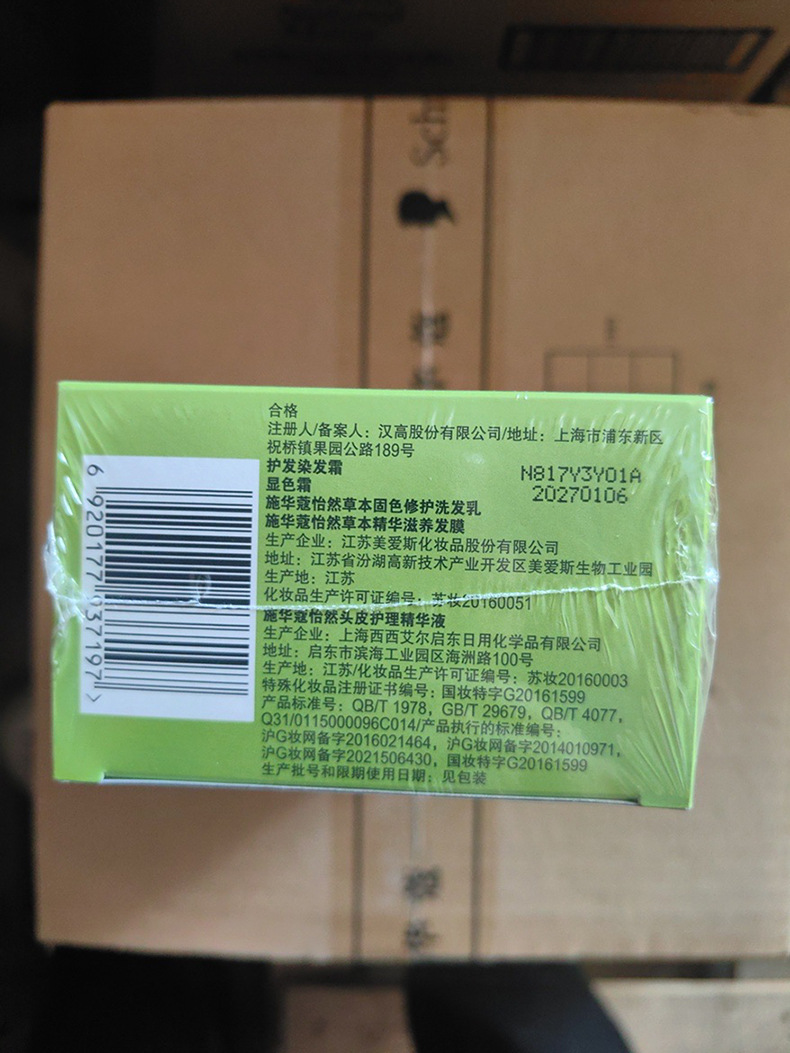 Sch
华
蔻
合格
注册人/备案人：汉高股份有限公司/地址：上海市浦东新区
祝桥镇果园公路189号
护发染发霜
显色霜
施华蔻怡然草本固色修护洗发乳
施华蔻怡然草本精华滋养发膜
生产企业：江苏美爱斯化妆品股份有限公司
地址：江苏省汾湖高新技术产业开发区美爱斯生物工业园
生产地：江苏
化妆品生产许可证编号：苏妆20160051
施华蔻怡然头皮护理精华液
生产企业：上海西西艾尔启东日用化学品有限公司
地址：启东市滨海工业园区海洲路100号
生产地：江苏/化妆品生产许可证编号：苏妆20160003
特殊化妆品注册证书编号：国妆特字G20161599
产品标准号：QB/T 1978，GB/T 29679，QB/T 4077，
Q31/0115000096C014/产品执行的标准编号：
沪G妆网备字2016021464，沪G妆网备字2014010971，
沪G妆网备字2021506430，国妆特字G20161599
生产批号和限期使用日期：见包装
N817Y3Y01A
20270106
6 920177 937197 >
华
蔻